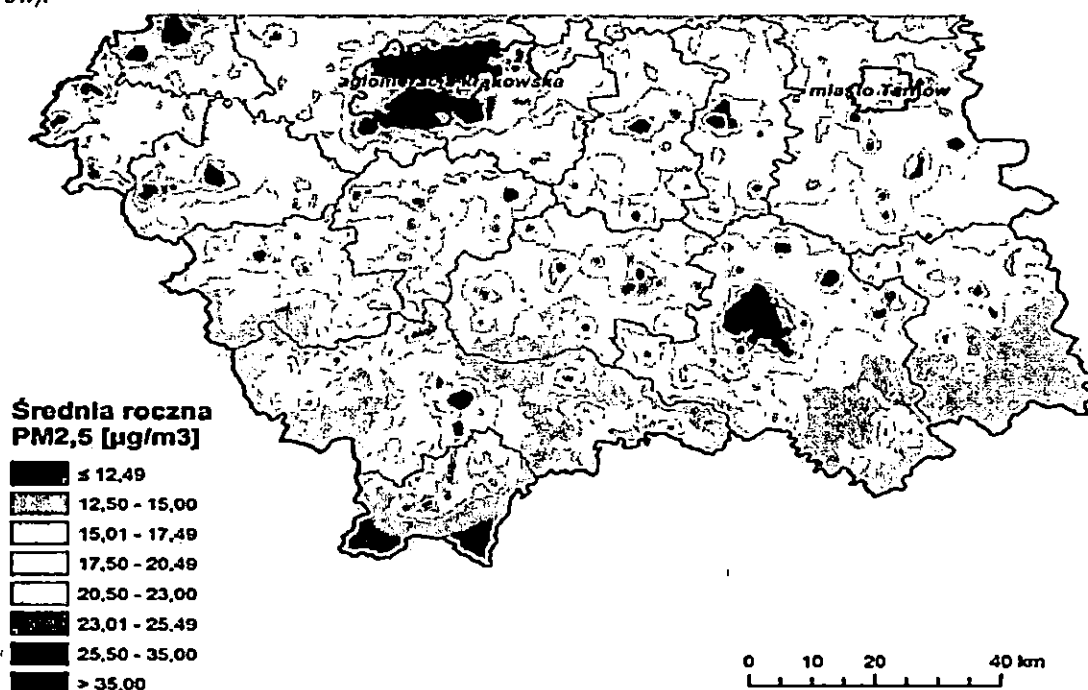 aglomeracja krakowska
miasto Tarnów
Średnia roczna
PM2,5 [µg/m3]
≤ 12,49
12,50 - 15,00
15,01 - 17,49
17,50 - 20,49
20,50 - 23,00
23,01 - 25,49
25,50 - 35,00
> 35,00
0 10 20 40 km